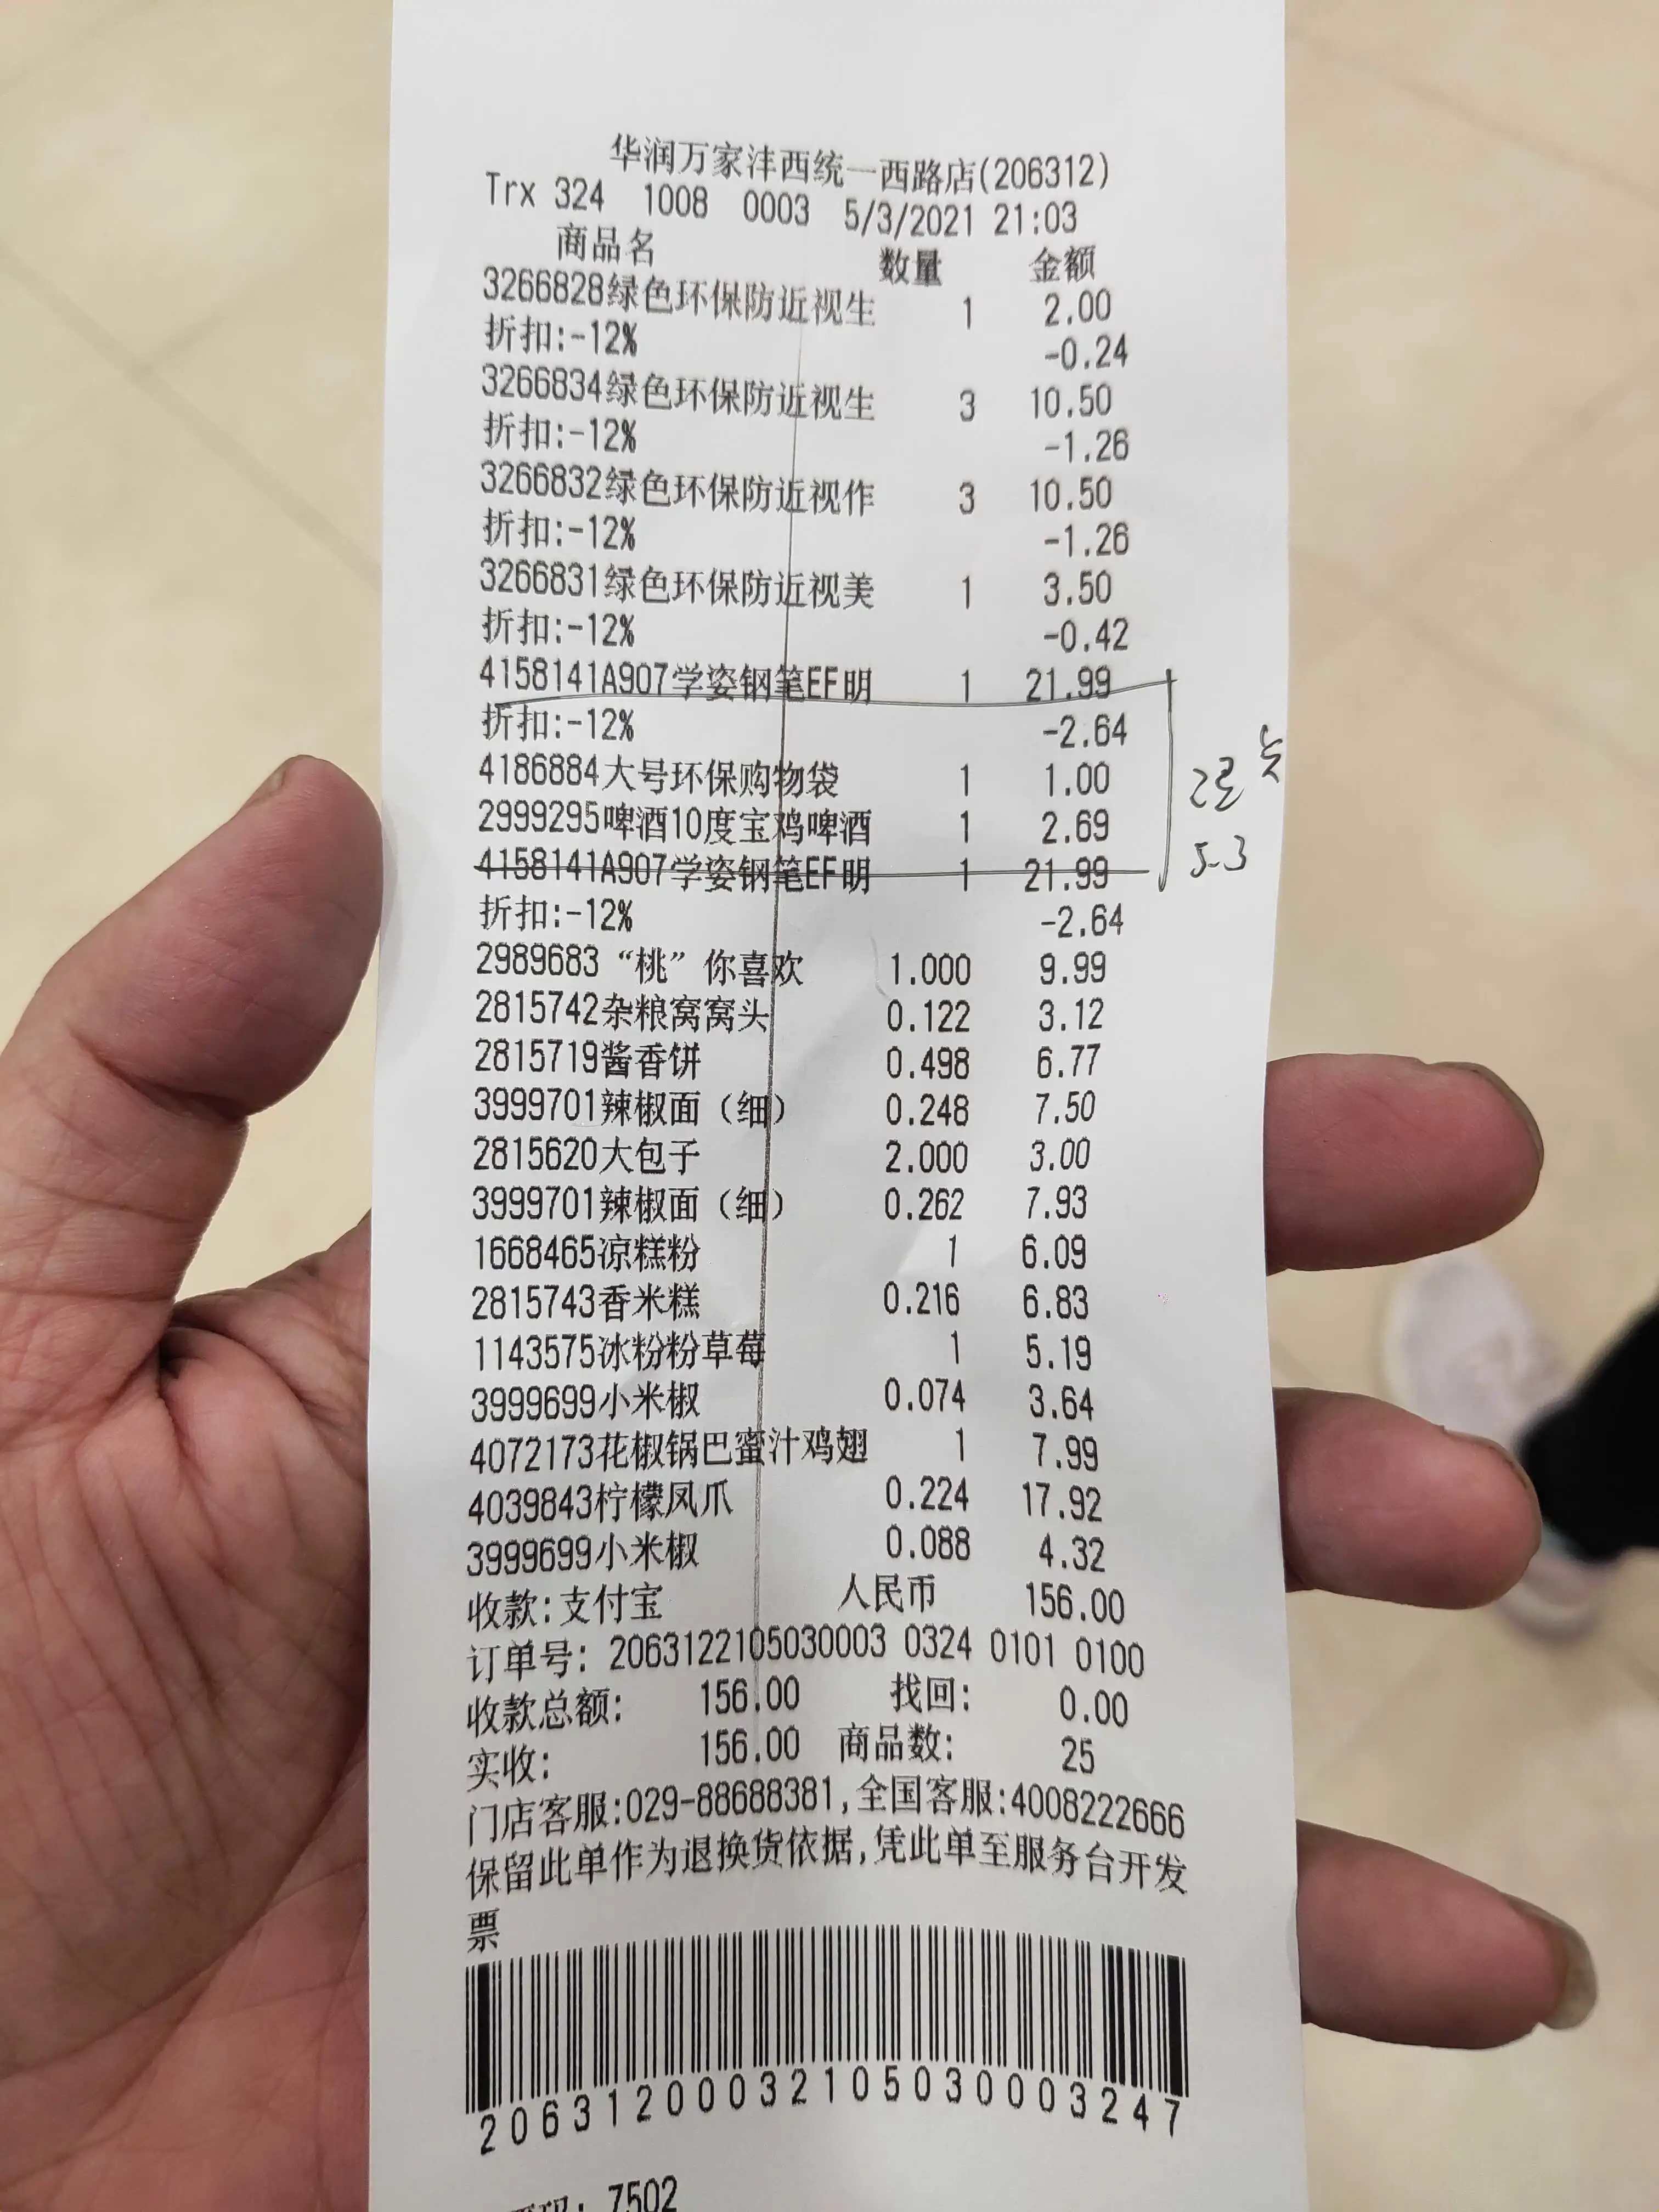 华润万家沣西统一西路店(206312)
Trx 324 1008 0003 5/3/2021 21:03
商品名 数量 金额
3266828绿色环保防近视生 1 2.00
折扣:-12% -0.24
3266834绿色环保防近视生 3 10.50
折扣:-12% -1.26
3266832绿色环保防近视作 3 10.50
折扣:-12% -1.26
3266831绿色环保防近视美 1 3.50
折扣:-12% -0.42
4158141A907学姿钢笔EF明 1 21.99
折扣:-12% -2.64
4186884大号环保购物袋 1 1.00
2999295啤酒10度宝鸡啤酒 1 2.69
5-3
4158141A907学姿钢笔EF明 1 21.99
折扣:-12% -2.64
2989683“桃”你喜欢 1.000 9.99
2815742杂粮窝窝头 0.122 3.12
2815719酱香饼 0.498 6.77
3999701辣椒面（细） 0.248 7.50
2815620大包子 2.000 3.00
3999701辣椒面（细） 0.262 7.93
1668465凉糕粉 1 6.09
2815743香米糕 0.216 6.83
1143575冰粉粉草莓 1 5.19
3999699小米椒 0.074 3.64
4072173花椒锅巴蜜汁鸡翅 1 7.99
4039843柠檬凤爪 0.224 17.92
3999699小米椒 0.088 4.32
收款:支付宝 人民币 156.00
订单号: 2063122105030003 0324 0101 0100
收款总额: 156.00 找回: 0.00
实收: 156.00 商品数: 25
门店客服:029-88688381,全国客服:4008222666
保留此单作为退换货依据,凭此单至服务台开发
票
20631200032105030003247
7502